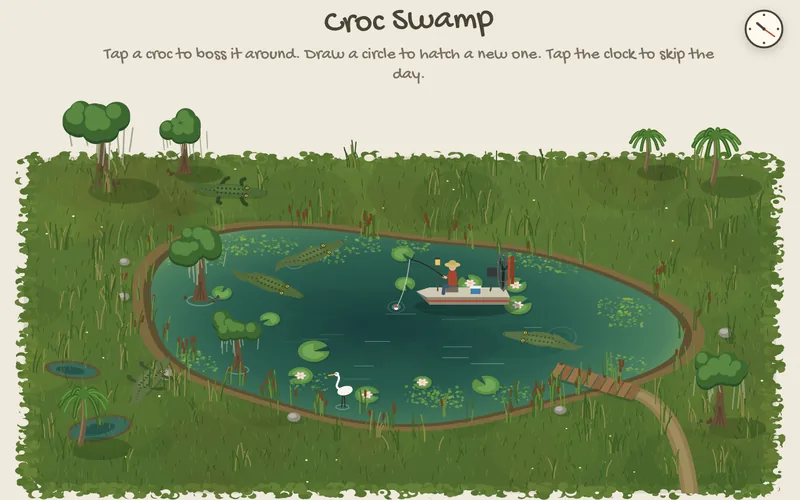 Croc Swamp
Tap a croc to boss it around. Draw a circle to hatch a new one. Tap the clock to skip the
day.